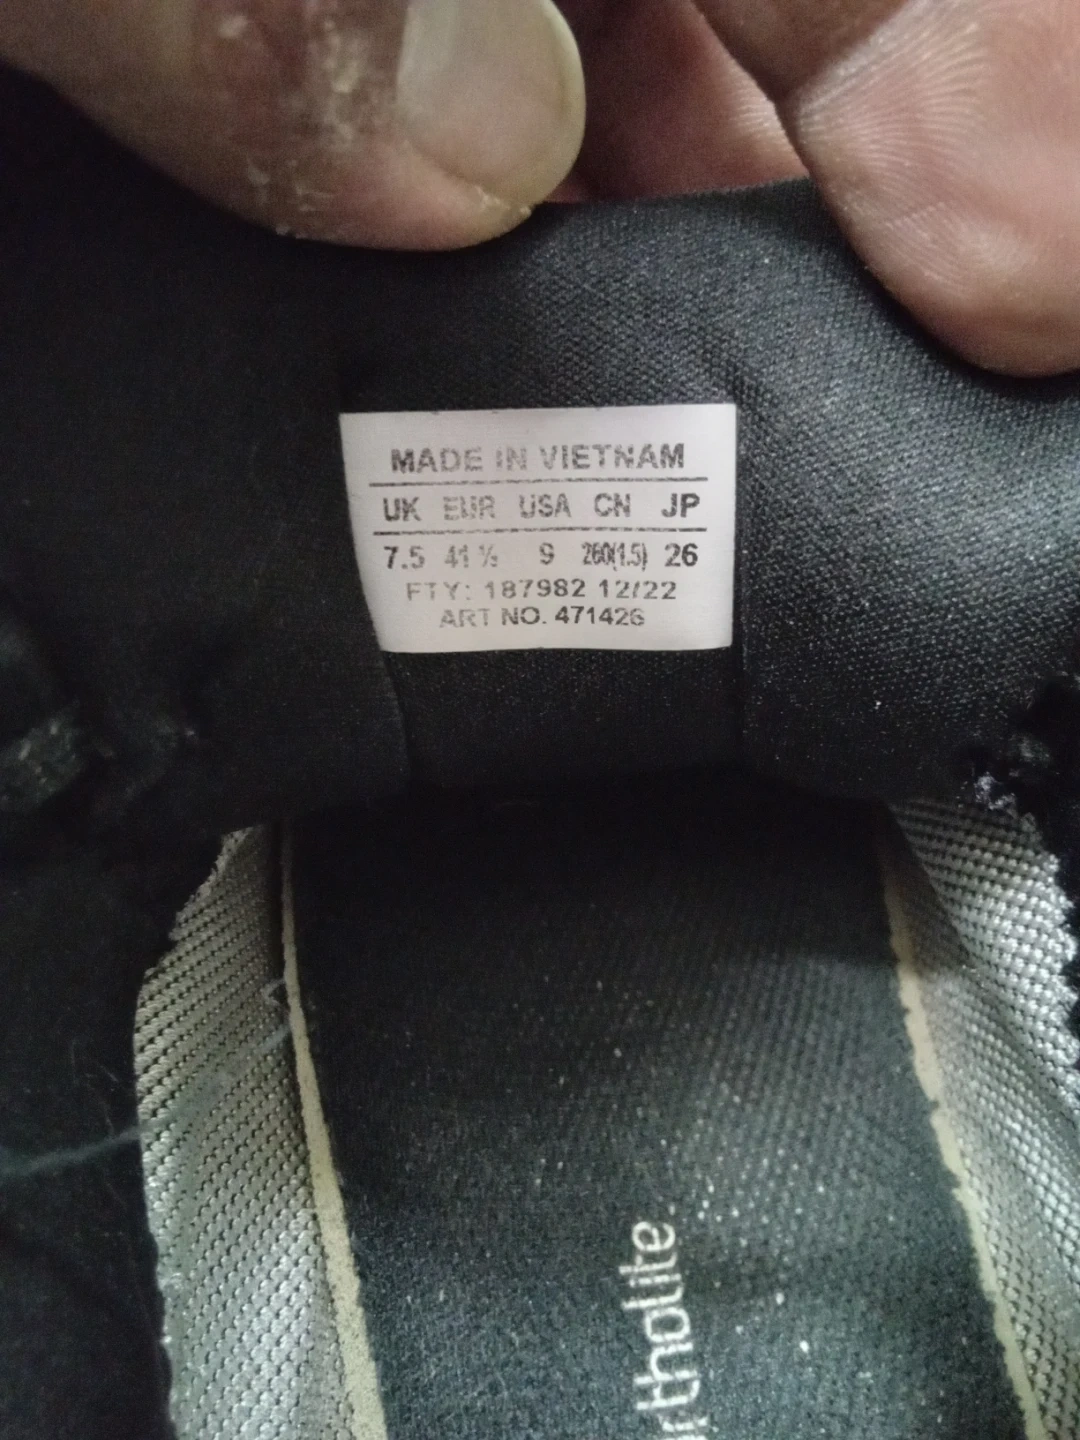 MADE IN VIETNAM
UK EUR USA CN JP
7.5 41 ½ 9 260(1.5) 26
FTY: 187982 12/22
ART NO. 471426
ortholite